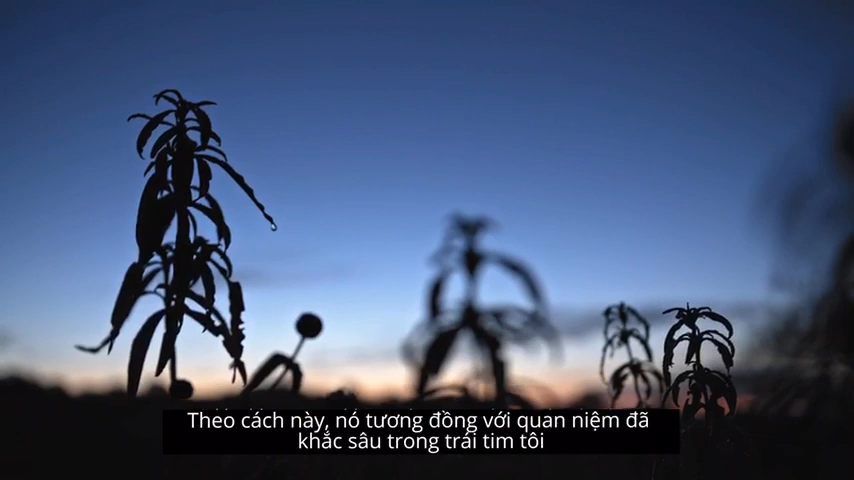 Theo cách này, nó tương đồng với quan niệm đã
khắc sâu trong trái tim tôi